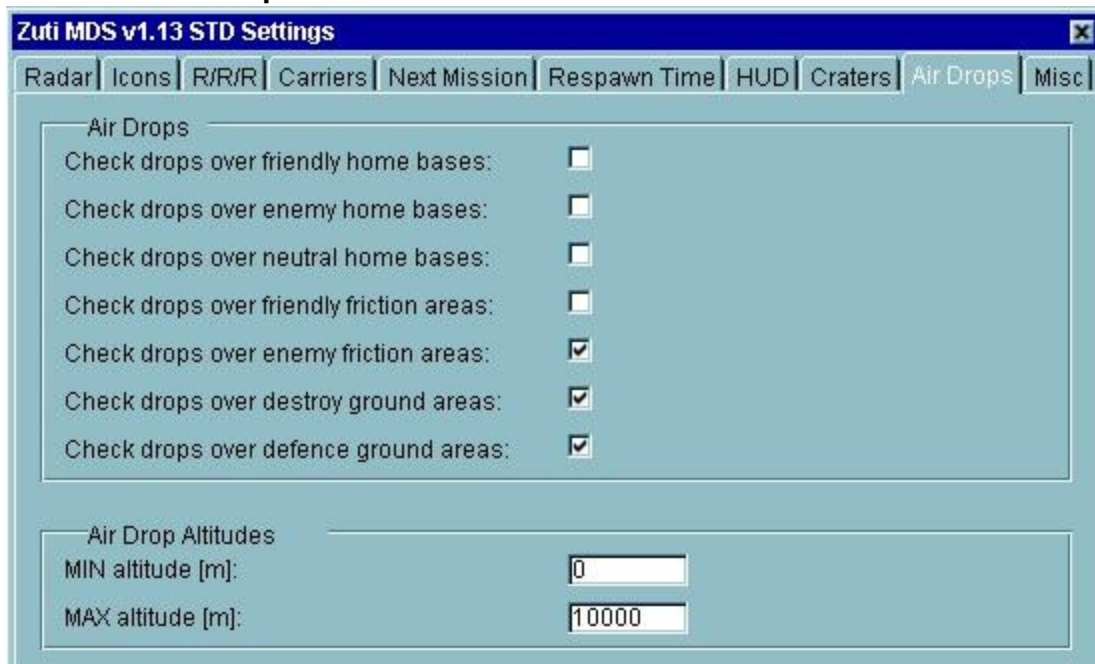 Zuti MDS v1.13 STD Settings
Radar Icons R/R/R Carriers Next Mission Respawn Time HUD Craters Air Drops Misc
Air Drops
Check drops over friendly home bases:
Check drops over enemy home bases:
Check drops over neutral home bases:
Check drops over friendly friction areas:
Check drops over enemy friction areas:
Check drops over destroy ground areas:
Check drops over defence ground areas:
Air Drop Altitudes
MIN altitude [m]: 0
MAX altitude [m]: 10000